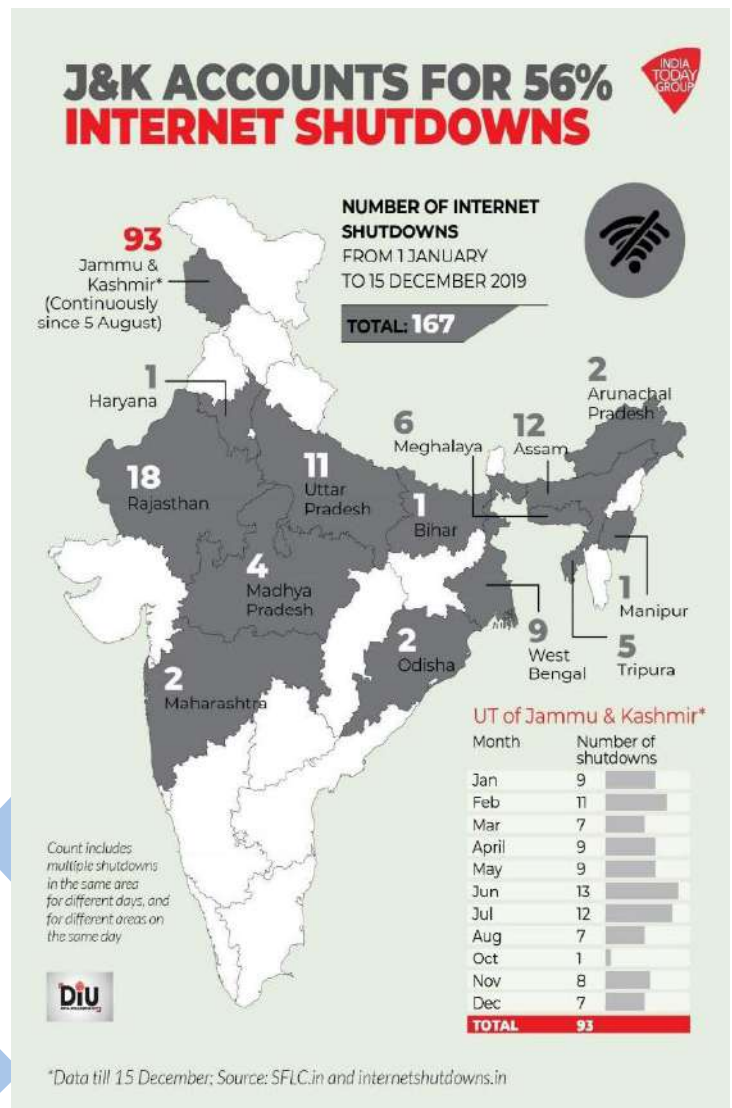 J&K ACCOUNTS FOR 56%
INTERNET SHUTDOWNS
INDIA
TODAY
GROUP
NUMBER OF INTERNET
SHUTDOWNS
FROM 1 JANUARY
TO 15 DECEMBER 2019
TOTAL: 167
93
Jammu &
Kashmir*
(Continuously
since 5 August)
1
Haryana
2
Arunachal
Pradesh
6
Meghalaya
12
Assam
18
Rajasthan
11
Uttar
Pradesh
1
Bihar
4
Madhya
Pradesh
1
Manipur
9
West
Bengal
5
Tripura
2
Odisha
2
Maharashtra
UT of Jammu & Kashmir*
Month Number of
shutdowns
Jan 9
Feb 11
Mar 7
April 9
May 9
Jun 13
Jul 12
Aug 7
Oct 1
Nov 8
Dec 7
TOTAL 93
Count includes
multiple shutdowns
in the same area
for different days, and
for different areas on
the same day
DiU
*Data till 15 December; Source: SFLC.in and internetshutdowns.in